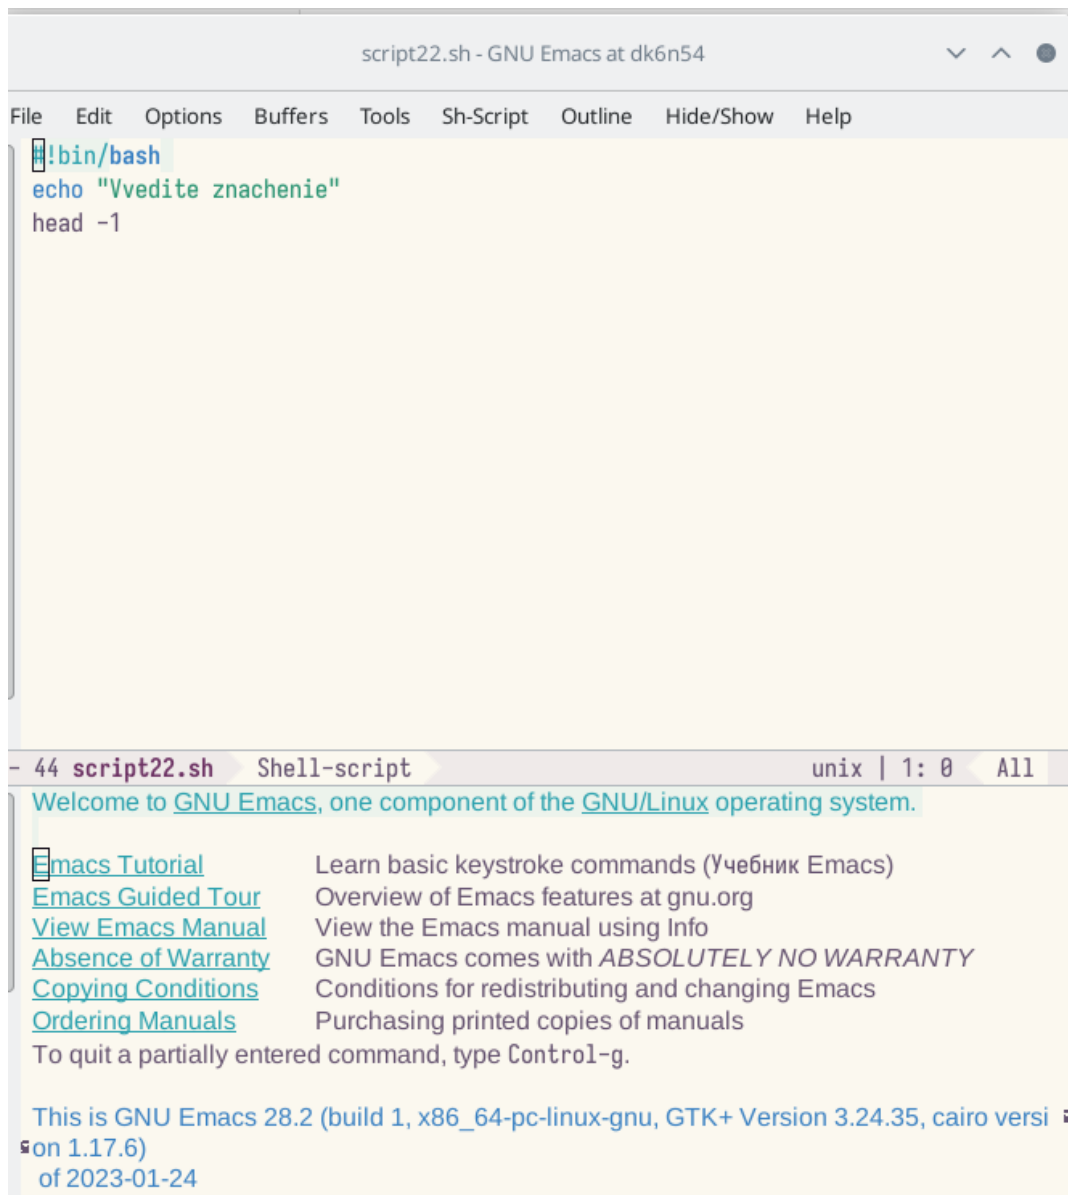 script22.sh - GNU Emacs at dk6n54
File Edit Options Buffers Tools Sh-Script Outline Hide/Show Help
#!bin/bash
echo "Vvedite znachenie"
head -1
- 44 script22.sh Shell-script unix | 1: 0 All
Welcome to GNU Emacs, one component of the GNU/Linux operating system.
Emacs Tutorial Learn basic keystroke commands (Учебник Emacs)
Emacs Guided Tour Overview of Emacs features at gnu.org
View Emacs Manual View the Emacs manual using Info
Absence of Warranty GNU Emacs comes with ABSOLUTELY NO WARRANTY
Copying Conditions Conditions for redistributing and changing Emacs
Ordering Manuals Purchasing printed copies of manuals
To quit a partially entered command, type Control-g.
This is GNU Emacs 28.2 (build 1, x86_64-pc-linux-gnu, GTK+ Version 3.24.35, cairo versi
on 1.17.6)
of 2023-01-24